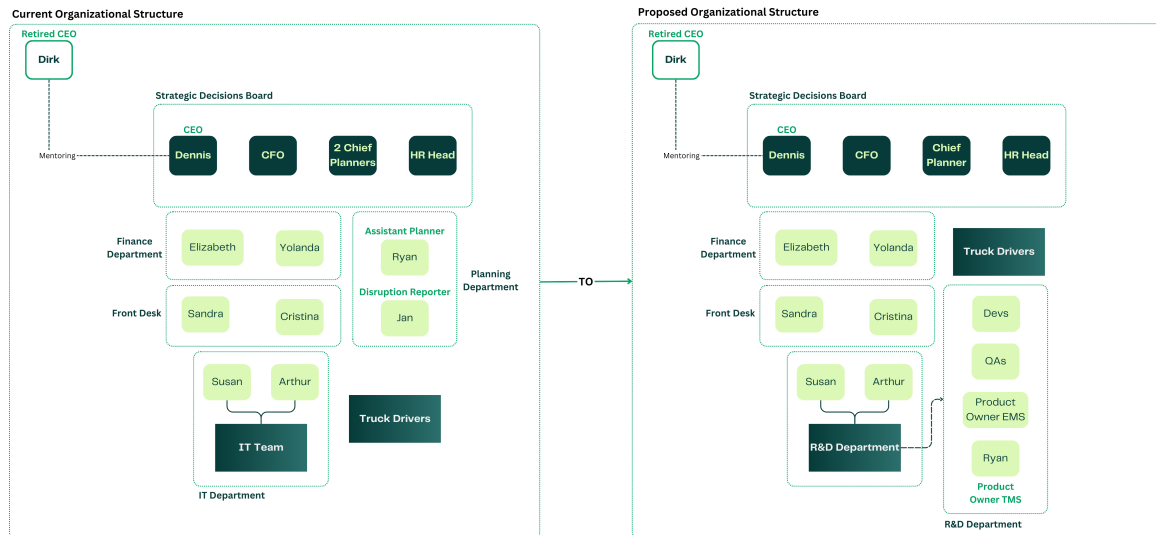 Current Organizational Structure
Retired CEO
Dirk
Mentoring
Strategic Decisions Board
CEO
Dennis
CFO
2 Chief
Planners
HR Head
Finance
Department
Elizabeth
Yolanda
Assistant Planner
Ryan
Disruption Reporter
Jan
Planning
Department
Front Desk
Sandra
Cristina
Susan
Arthur
IT Team
IT Department
Truck Drivers
TO
Proposed Organizational Structure
Retired CEO
Dirk
Mentoring
Strategic Decisions Board
CEO
Dennis
CFO
Chief
Planner
HR Head
Finance
Department
Elizabeth
Yolanda
Truck Drivers
Front Desk
Sandra
Cristina
Susan
Arthur
R&D Department
Devs
QAs
Product
Owner EMS
Ryan
Product
Owner TMS
R&D Department